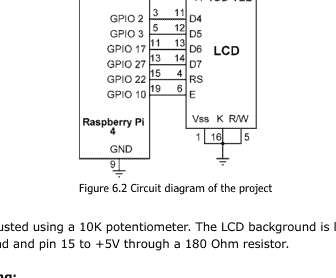 GPIO 2 3 11 D4
GPIO 3 5 12 D5
GPIO 17 11 13 D6
LCD
GPIO 27 13 14 D7
GPIO 22 15 4 RS
GPIO 10 19 6 E
Raspberry Pi
4
Vss K R/W
GND
1 16 5
9
Figure 6.2 Circuit diagram of the project
usted using a 10K potentiometer. The LCD background is
nd and pin 15 to +5V through a 180 Ohm resistor.